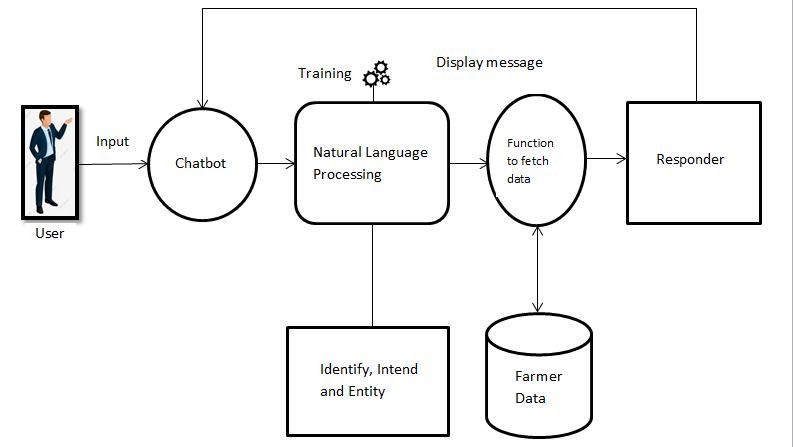 Training
Display message
Input
Chatbot
Natural Language
Processing
Function
to fetch
data
Responder
User
Identify, Intend
and Entity
Farmer
Data